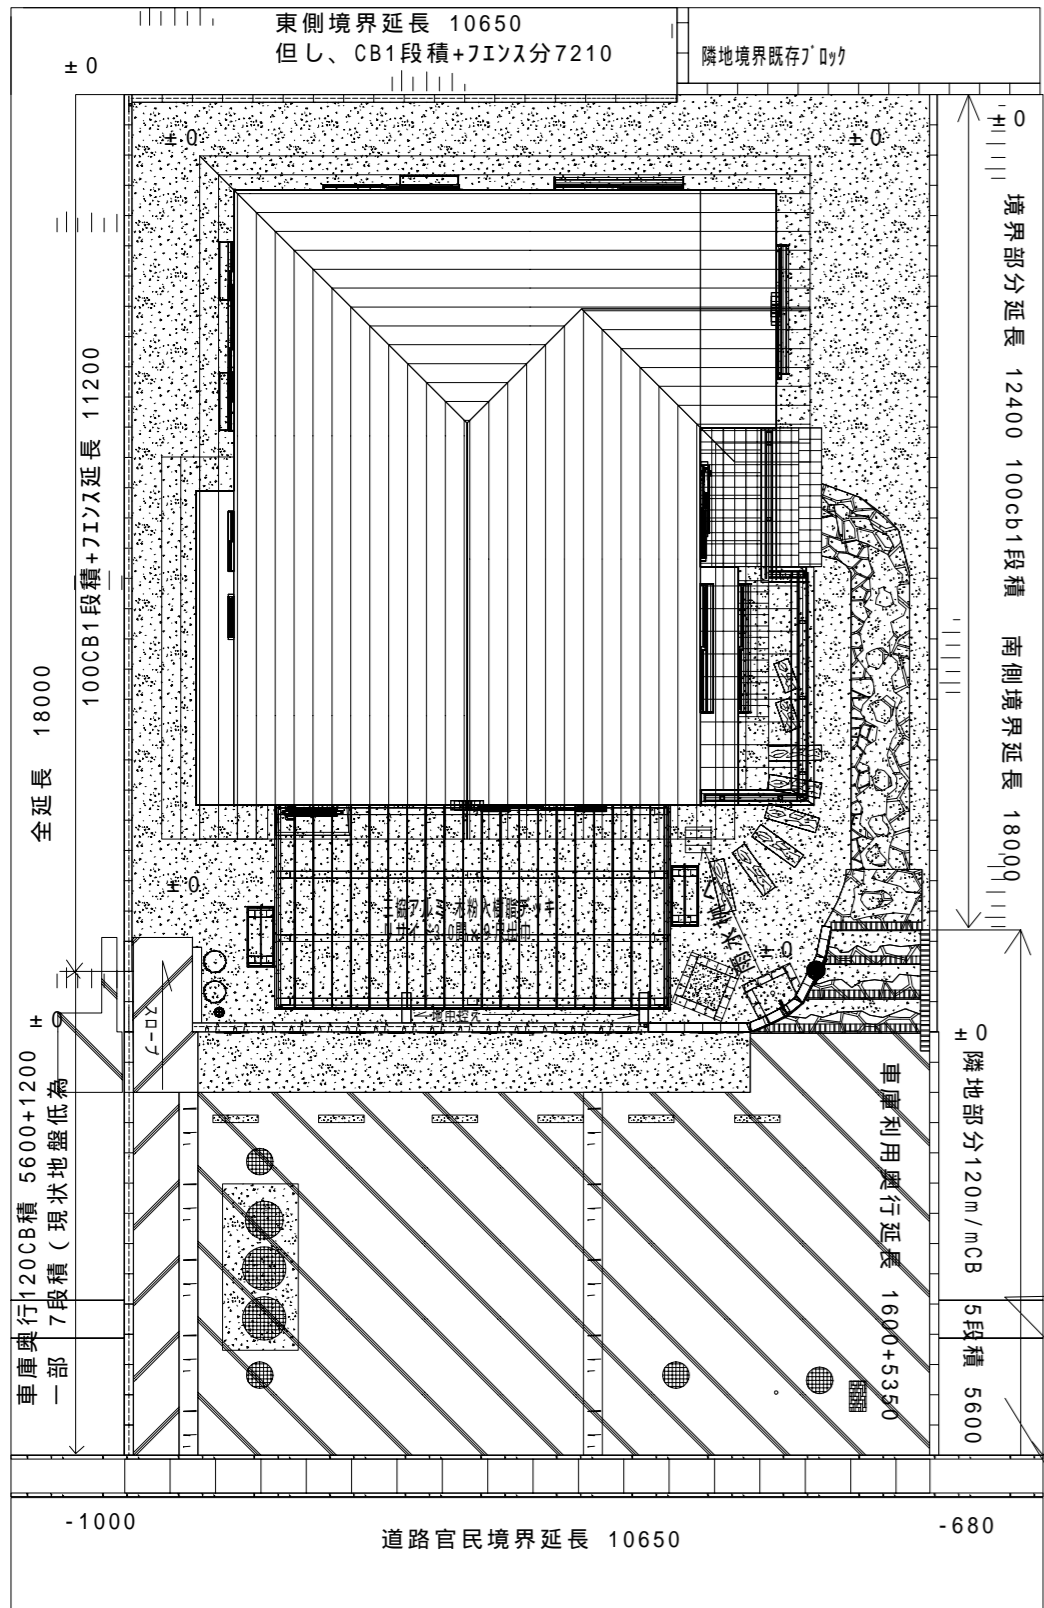 東側境界延長 10650
但し、CB1段積+フエンス分7210
隣地境界既存ブロック
±0
±0
±0
±0
境界部分延長 12400 100cb1段積 南側境界延長 18000
100CB1段積+フエンス延長 11200
全延長 18000
±0
±0
±0
±0
スローブ
地中控え
車庫奥行120CB積 5600+1200
一部 7段積(現状地盤低為
車庫利用奥行延長 1600+5350
隣地部分120m/mCB 5段積 5600
-1000
道路官民境界延長 10650
-680